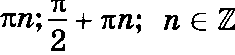 πn; π/2 + πn; n ∈ ℤ